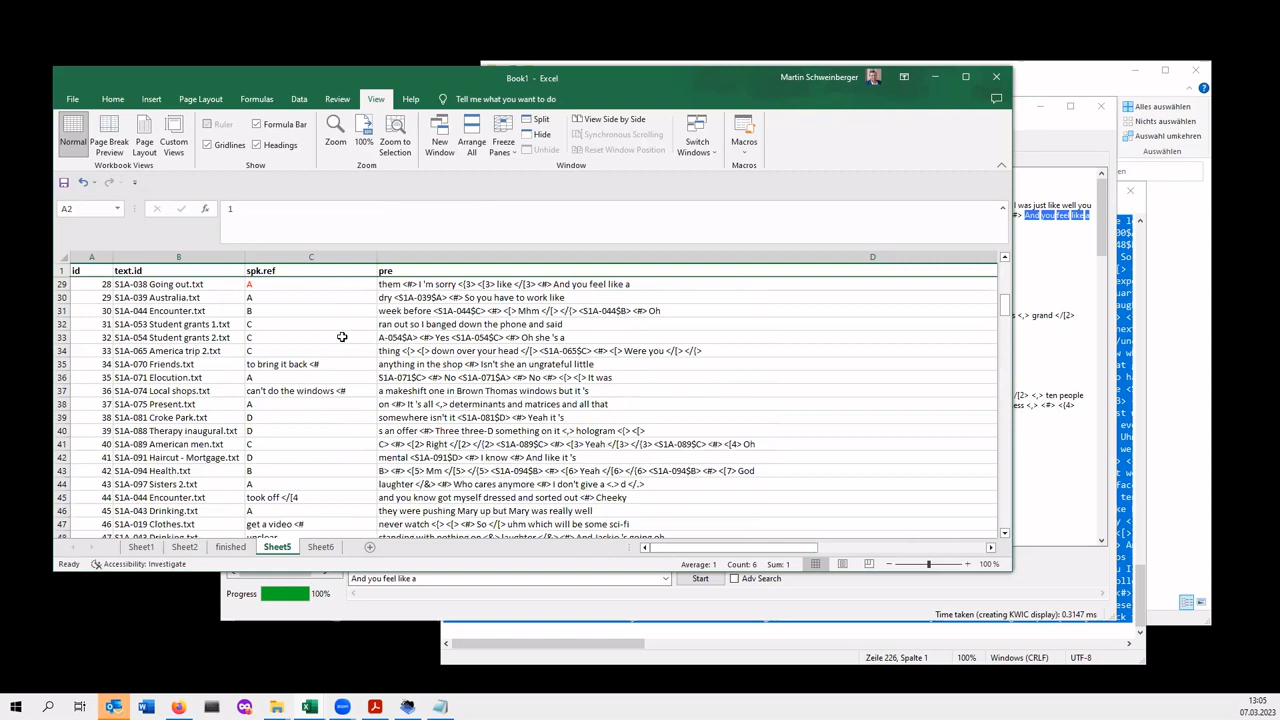 Book1 - Excel
Martin Schweinberger
File Home Insert Page Layout Formulas Data Review View Help Tell me what you want to do
Normal
Page Break Preview
Page Layout
Custom Views
Ruler
Formula Bar
Gridlines
Headings
Zoom
100%
Zoom to Selection
New Window
Arrange All
Freeze Panes
Split
Hide
Unhide
View Side by Side
Synchronous Scrolling
Reset Window Position
Switch Windows
Macros
Workbook Views Show Zoom Window Macros
Alles auswählen
Nichts auswählen
Auswahl umkehren
Auswählen
A2 1
I was just like well you
#> And you feel like a
A B C D
1 id text.id spk.ref pre
29 28 S1A-038 Going out.txt A them <#> I 'm sorry <{3> <[3> like </[3> <#> And you feel like a
30 29 S1A-039 Australia.txt A dry <S1A-039$A> <#> So you have to work like
31 30 S1A-044 Encounter.txt B week before <S1A-044$C> <#> <[> Mhm </[> </{> <S1A-044$B> <#> Oh
32 31 S1A-053 Student grants 1.txt C ran out so I banged down the phone and said
33 32 S1A-054 Student grants 2.txt C A-054$A> <#> Yes <S1A-054$C> <#> Oh she 's a
34 33 S1A-065 America trip 2.txt C thing <[> down over your head </[> <S1A-065$C> <#> <[> Were you </[> </{>
35 34 S1A-070 Friends.txt to bring it back <# anything in the shop <#> Isn't she an ungrateful little
36 35 S1A-071 Elocution.txt A S1A-071$C> <#> No <S1A-071$A> <#> No <#> <{> <[> It was
37 36 S1A-074 Local shops.txt can't do the windows <# a makeshift one in Brown Thomas windows but it 's
38 37 S1A-075 Present.txt A on <#> It 's all <,> determinants and matrices and all that
39 38 S1A-081 Croke Park.txt D somewhere isn't it <S1A-081$D> <#> Yeah it 's
40 39 S1A-088 Therapy inaugural.txt D s an offer <#> Three three-D something on it <,> hologram <{> <[>
41 40 S1A-089 American men.txt C C> <#> <[2> Right </[2> </{2> <S1A-089$B> <#> <[3> Yeah </[3> </{3> <S1A-089$C> <#> <[4> Oh
42 41 S1A-091 Haircut - Mortgage.txt D mental <S1A-091$D> <#> I know <#> And like it 's
43 42 S1A-094 Health.txt B B> <#> <[5> Mm </[5> </{5> <S1A-094$B> <#> <[6> Yeah </[6> </{6> <S1A-094$B> <#> <[7> God
44 43 S1A-097 Sisters 2.txt A laughter </&> <#> Who cares anymore <#> I don't give a <.> d </.>
45 44 S1A-044 Encounter.txt took off </[4 and you know got myself dressed and sorted out <#> Cheeky
46 45 S1A-043 Drinking.txt A they were pushing Mary up but Mary was really well
47 46 S1A-019 Clothes.txt get a video <# never watch <{> <[> So </[> uhm which will be some sci-fi
<,> grand </[2>
/[2> <,> ten people
ess <,> <#> <{4>
Sheet1 Sheet2 finished Sheet5 Sheet6
Ready Accessibility: Investigate Average: 1 Count: 6 Sum: 1 100 %
And you feel like a Start Adv Search
Progress 100%
Time taken (creating KWIC display): 0.3147 ms
Zeile 226, Spalte 1 100% Windows (CRLF) UTF-8
13:05
07.03.2023